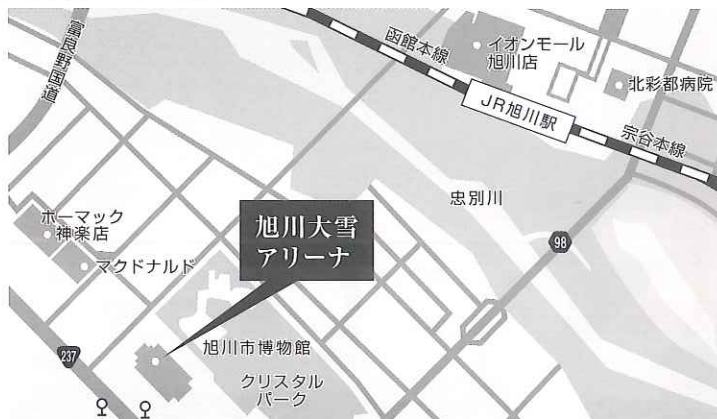 富良野国道
函館本線
イオンモール
旭川店
北彩都病院
JR旭川駅
宗谷本線
忠別川
98
ホーマック
神楽店
マクドナルド
旭川大雪
アリーナ
旭川市博物館
クリスタル
パーク
237